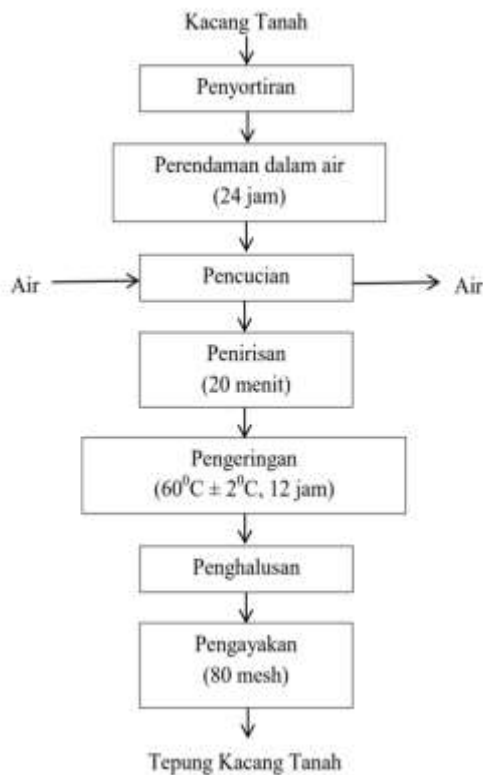 Kacang Tanah
Penyortiran
Perendaman dalam air
(24 jam)
Air
Pencucian
Air
Penirisan
(20 menit)
Pengeringan
(60⁰C ± 2⁰C, 12 jam)
Penghalusan
Pengayakan
(80 mesh)
Tepung Kacang Tanah